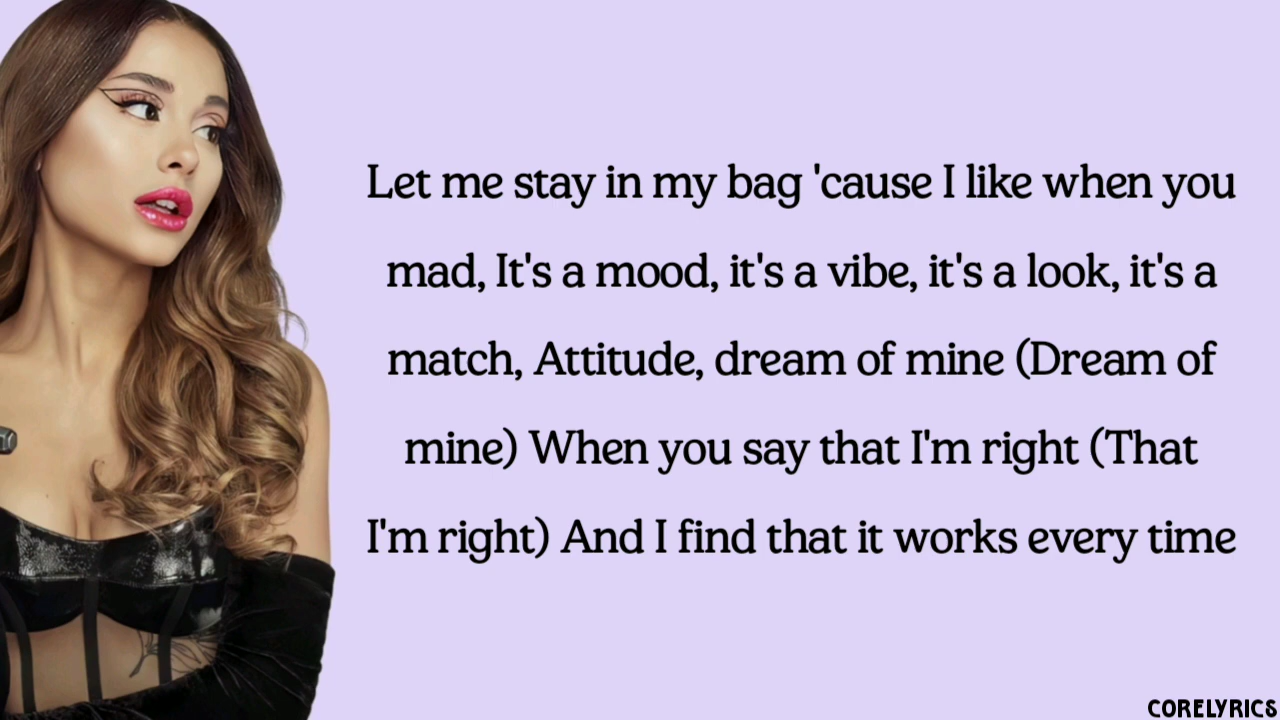 Let me stay in my bag 'cause I like when you
mad, It's a mood, it's a vibe, it's a look, it's a
match, Attitude, dream of mine (Dream of
mine) When you say that I'm right (That
I'm right) And I find that it works every time
CORELYRICS